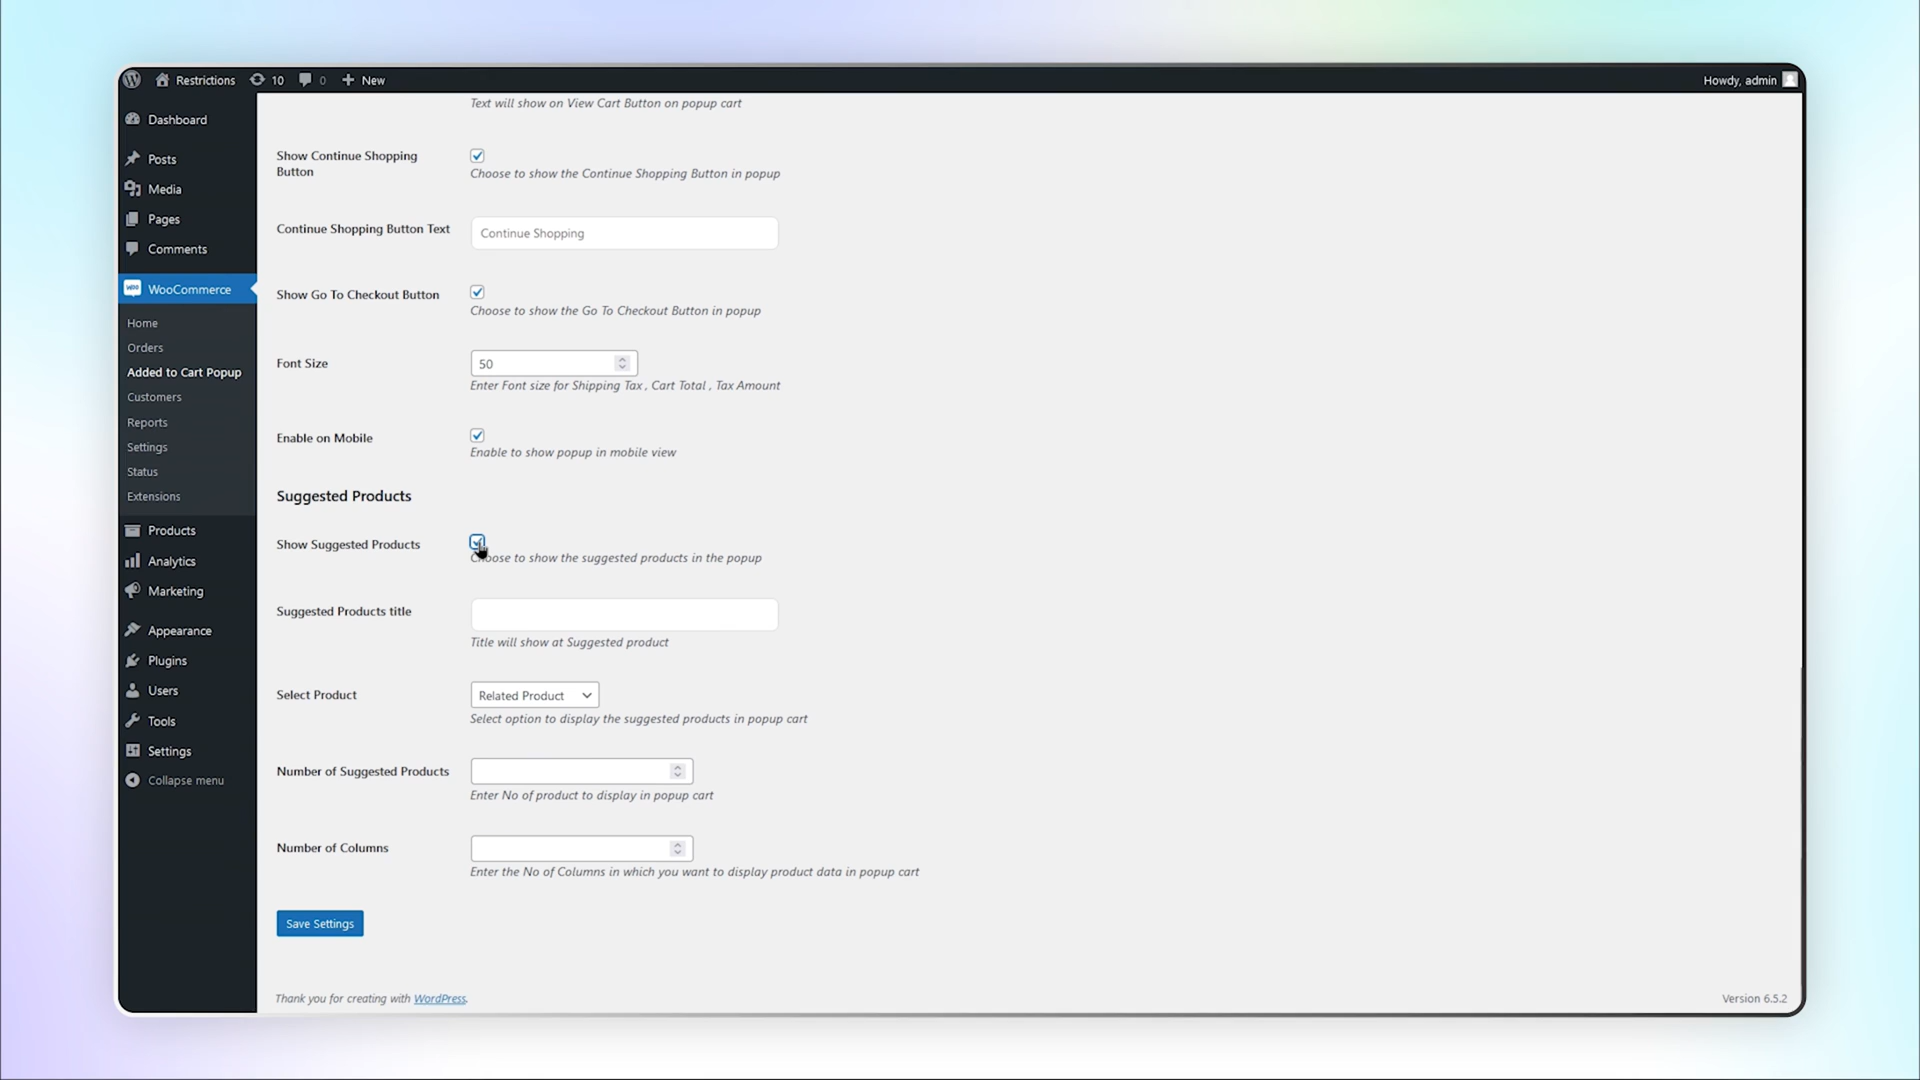 Restrictions 10 0 New Howdy, admin
Dashboard
Posts
Media
Pages
Comments
WooCommerce
Home
Orders
Added to Cart Popup
Customers
Reports
Settings
Status
Extensions
Products
Analytics
Marketing
Appearance
Plugins
Users
Tools
Settings
Collapse menu
Text will show on View Cart Button on popup cart
Show Continue Shopping
Button
Choose to show the Continue Shopping Button in popup
Continue Shopping Button Text
Continue Shopping
Show Go To Checkout Button
Choose to show the Go To Checkout Button in popup
Font Size
50
Enter Font size for Shipping Tax , Cart Total , Tax Amount
Enable on Mobile
Enable to show popup in mobile view
Suggested Products
Show Suggested Products
Choose to show the suggested products in the popup
Suggested Products title
Title will show at Suggested product
Select Product
Related Product
Select option to display the suggested products in popup cart
Number of Suggested Products
Enter No of product to display in popup cart
Number of Columns
Enter the No of Columns in which you want to display product data in popup cart
Save Settings
Thank you for creating with WordPress.
Version 6.5.2